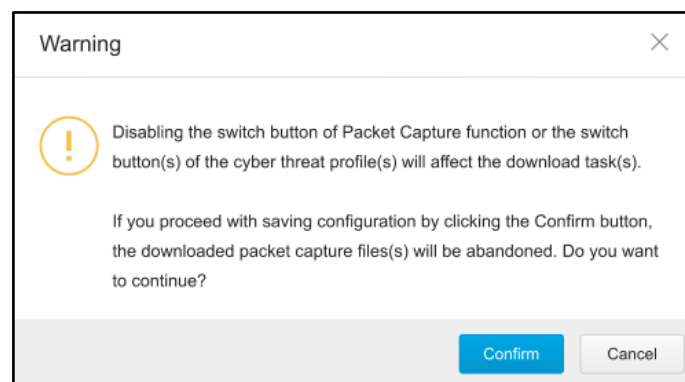 Warning
Disabling the switch button of Packet Capture function or the switch
button(s) of the cyber threat profile(s) will affect the download task(s).
If you proceed with saving configuration by clicking the Confirm button,
the downloaded packet capture files(s) will be abandoned. Do you want
to continue?
Confirm Cancel